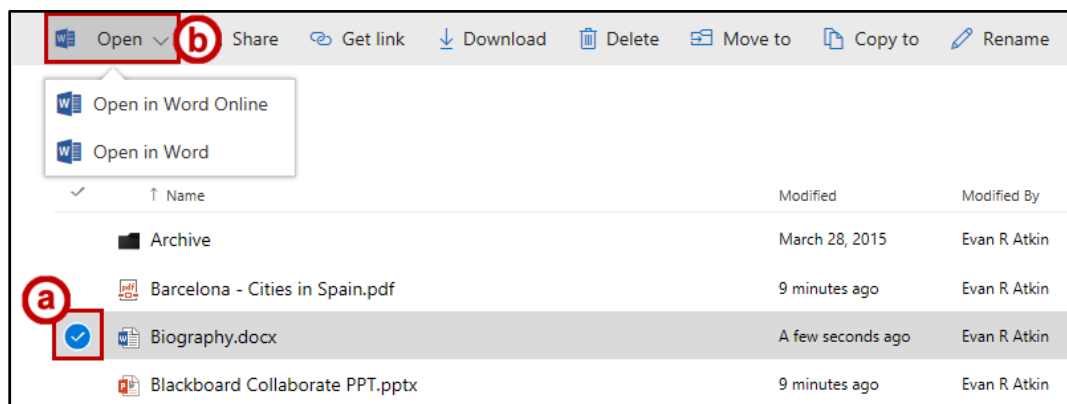 Open b Share Get link Download Delete Move to Copy to Rename
Open in Word Online
Open in Word
Name Modified Modified By
Archive March 28, 2015 Evan R Atkin
Barcelona - Cities in Spain.pdf 9 minutes ago Evan R Atkin
a
Biography.docx A few seconds ago Evan R Atkin
Blackboard Collaborate PPT.pptx 9 minutes ago Evan R Atkin